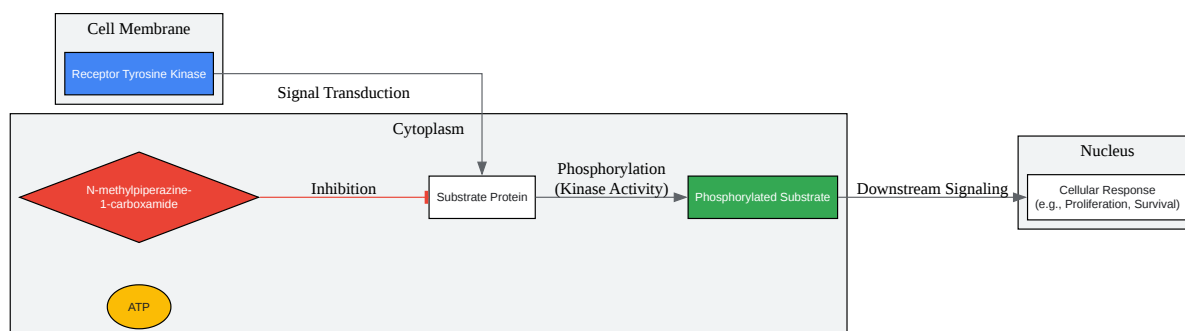 Cell Membrane
Receptor Tyrosine Kinase
Signal Transduction
Cytoplasm
N-methylpiperazine-
1-carboxamide
Inhibition
Substrate Protein
Phosphorylation
(Kinase Activity)
Phosphorylated Substrate
Downstream Signaling
Nucleus
Cellular Response
(e.g., Proliferation, Survival)
ATP